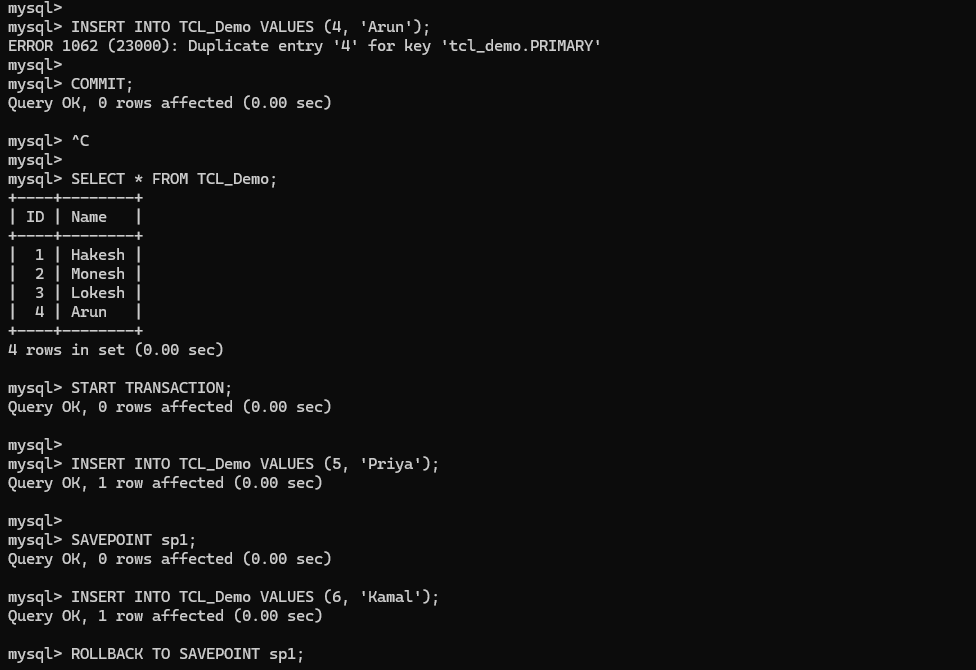 mysql>
mysql> INSERT INTO TCL_Demo VALUES (4, 'Arun');
ERROR 1062 (23000): Duplicate entry '4' for key 'tcl_demo.PRIMARY'
mysql>
mysql> COMMIT;
Query OK, 0 rows affected (0.00 sec)

mysql> ^C
mysql>
mysql> SELECT * FROM TCL_Demo;
+----+--------+
| ID | Name   |
+----+--------+
|  1 | Hakesh |
|  2 | Monesh |
|  3 | Lokesh |
|  4 | Arun   |
+----+--------+
4 rows in set (0.00 sec)

mysql> START TRANSACTION;
Query OK, 0 rows affected (0.00 sec)

mysql>
mysql> INSERT INTO TCL_Demo VALUES (5, 'Priya');
Query OK, 1 row affected (0.00 sec)

mysql>
mysql> SAVEPOINT sp1;
Query OK, 0 rows affected (0.00 sec)

mysql> INSERT INTO TCL_Demo VALUES (6, 'Kamal');
Query OK, 1 row affected (0.00 sec)

mysql> ROLLBACK TO SAVEPOINT sp1;